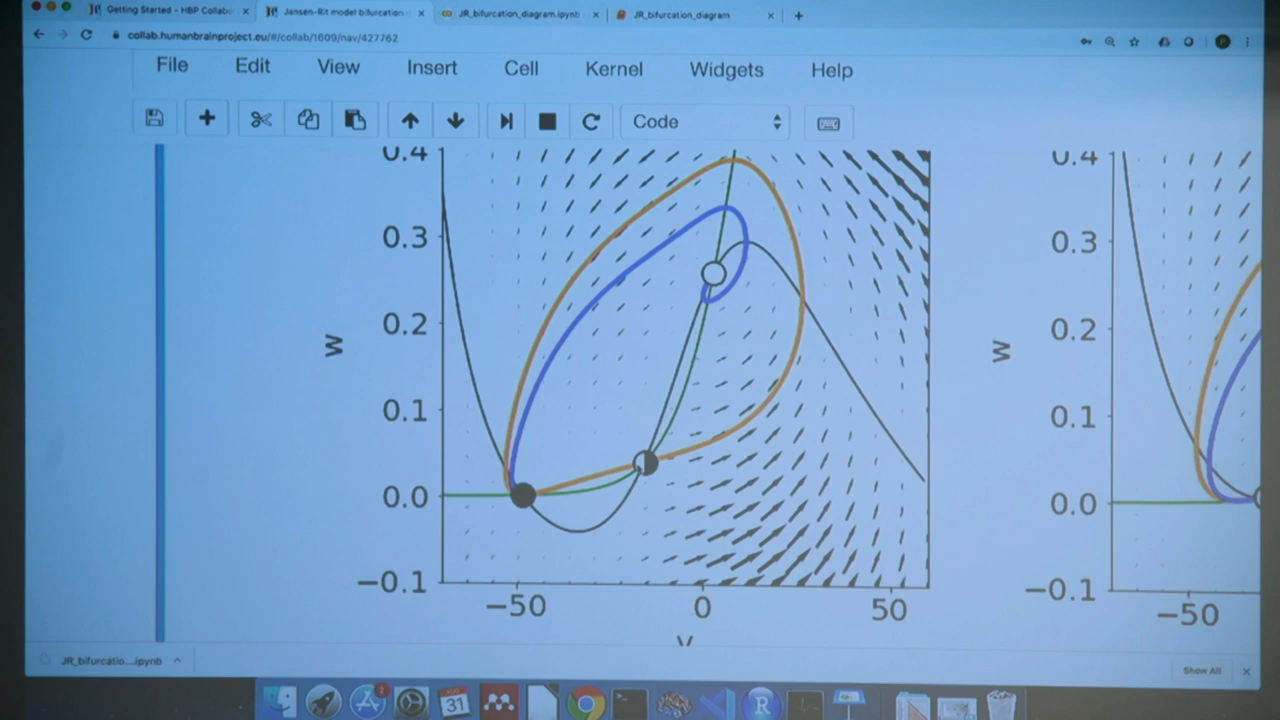 Getting Started - HBP Collabo
Jansen-Rit model bifurcation
JR_bifurcation_diagram.ipynb
JR_bifurcation_diagram
collab.humanbrainproject.eu/#/collab/1609/nav/427762
File Edit View Insert Cell Kernel Widgets Help
Code
0.4
0.3
0.2
0.1
0.0
−0.1
w
−50 0 50
v
0.4
0.3
0.2
0.1
0.0
−0.1
w
−50
JR_bifurcatio...ipynb
Show All
AUG
31
2
R